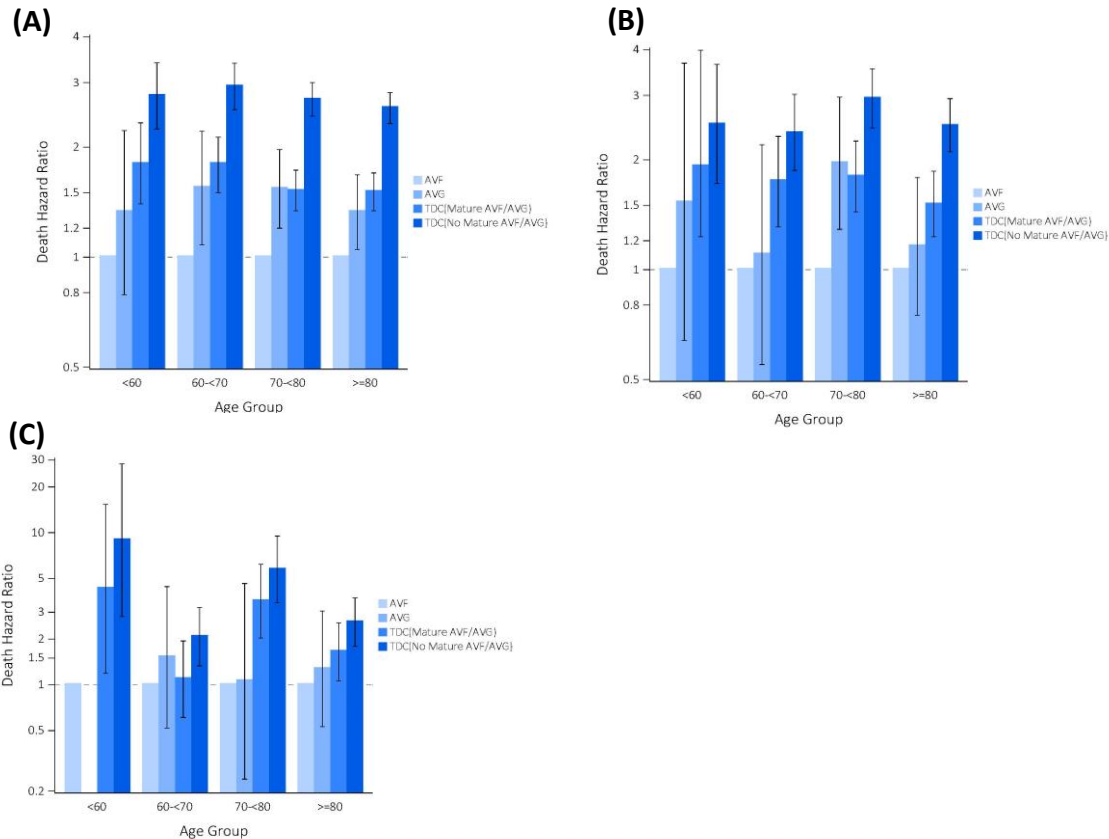 (A)
4
3
2
1.5
1.2
1
0.8
0.5
Death Hazard Ratio
<60
60-<70
70-<80
>=80
Age Group
AVF
AVG
TDC(Mature AVF/AVG)
TDC(No Mature AVF/AVG)
(B)
4
3
2
1.5
1.2
1
0.8
0.5
Death Hazard Ratio
<60
60-<70
70-<80
>=80
Age Group
AVF
AVG
TDC(Mature AVF/AVG)
TDC(No Mature AVF/AVG)
(C)
30
20
10
5
3
2
1.5
1
0.5
0.2
Death Hazard Ratio
<60
60-<70
70-<80
>=80
Age Group
AVF
AVG
TDC(Mature AVF/AVG)
TDC(No Mature AVF/AVG)